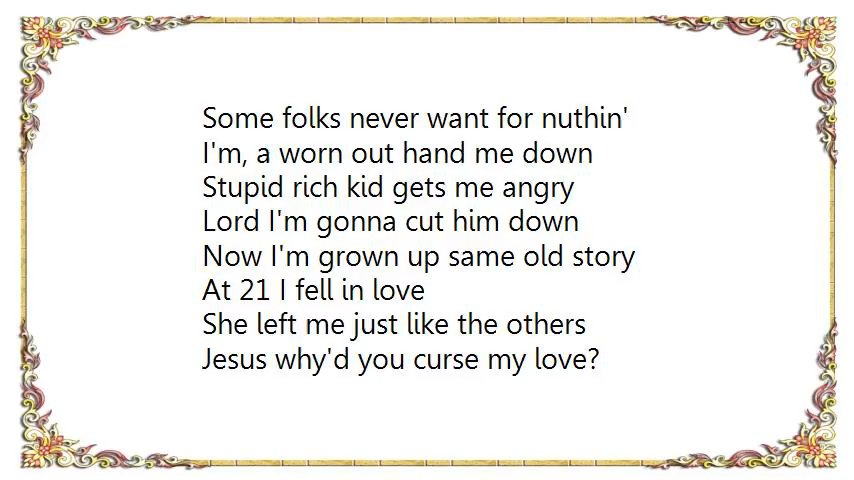 Some folks never want for nuthin'
I'm, a worn out hand me down
Stupid rich kid gets me angry
Lord I'm gonna cut him down
Now I'm grown up same old story
At 21 I fell in love
She left me just like the others
Jesus why'd you curse my love?